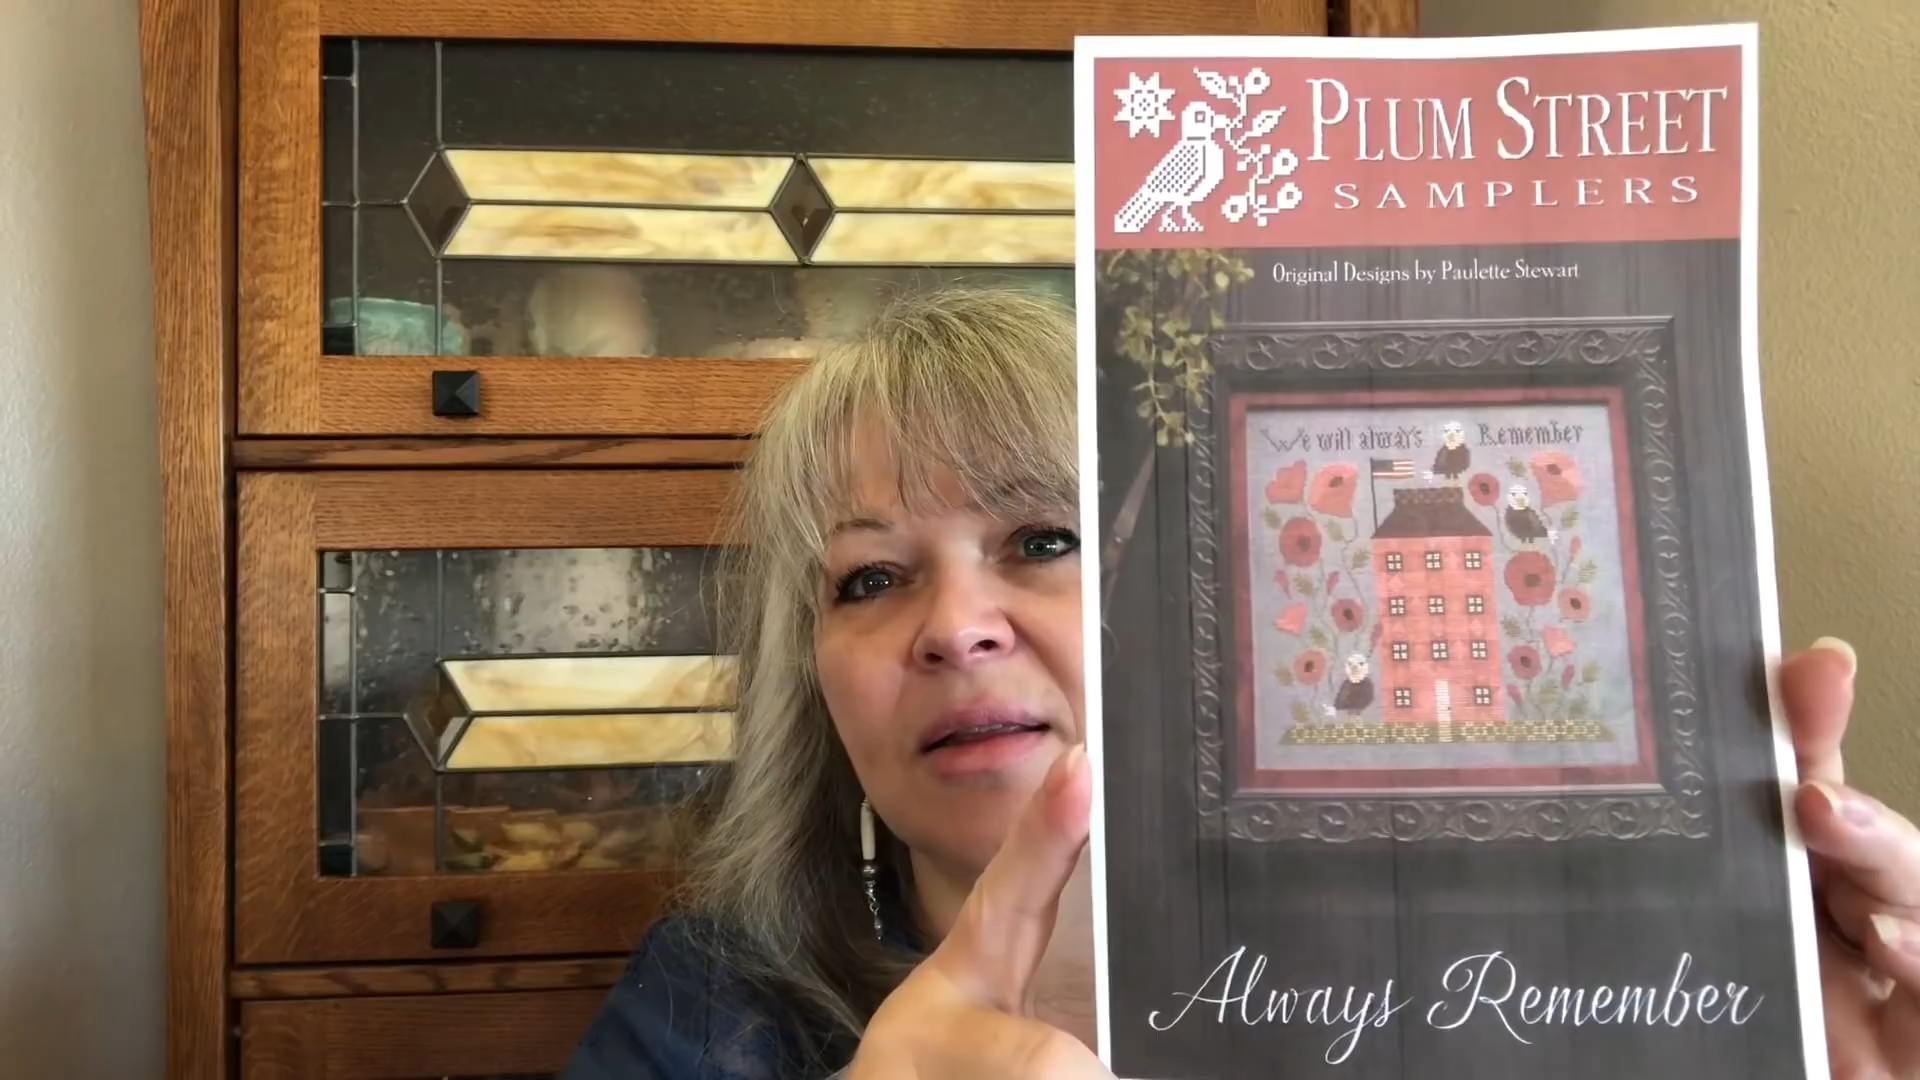 PLUM STREET
SAMPLERS
Original Designs by Paulette Stewart
We will always Remember
Always Remember